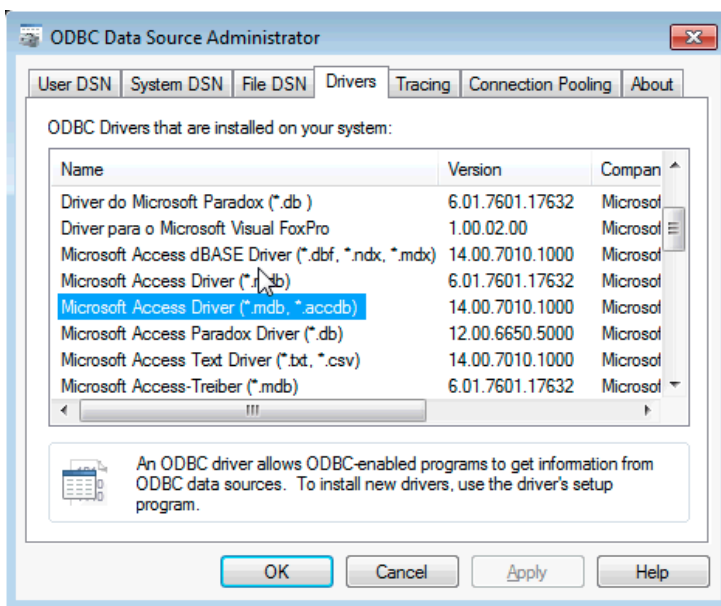 ODBC Data Source Administrator
User DSN System DSN File DSN Drivers Tracing Connection Pooling About
ODBC Drivers that are installed on your system:
Name Version Compan
Driver do Microsoft Paradox (*.db ) 6.01.7601.17632 Microsof
Driver para o Microsoft Visual FoxPro 1.00.02.00 Microsof
Microsoft Access dBASE Driver (*.dbf, *.ndx, *.mdx) 14.00.7010.1000 Microsof
Microsoft Access Driver (*.mdb) 6.01.7601.17632 Microsof
Microsoft Access Driver (*.mdb, *.accdb) 14.00.7010.1000 Microsof
Microsoft Access Paradox Driver (*.db) 12.00.6650.5000 Microsof
Microsoft Access Text Driver (*.txt, *.csv) 14.00.7010.1000 Microsof
Microsoft Access-Treiber (*.mdb) 6.01.7601.17632 Microsof
An ODBC driver allows ODBC-enabled programs to get information from
ODBC data sources. To install new drivers, use the driver's setup
program.
OK Cancel Apply Help